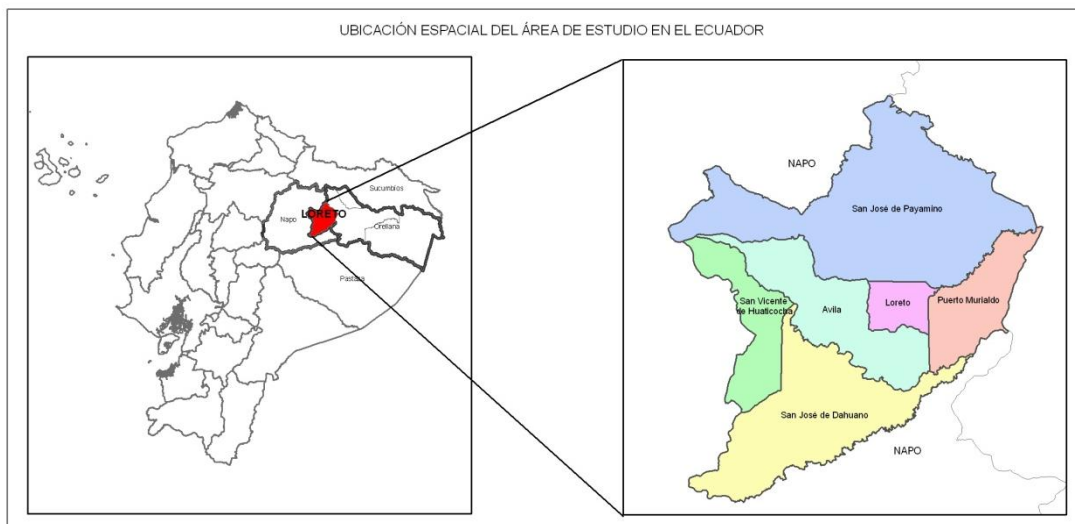 UBICACIÓN ESPACIAL DEL ÁREA DE ESTUDIO EN EL ECUADOR
Sucumbíos
LORETO
Napo
Orellana
Pastaza
NAPO
San José de Payamino
San Vicente
de Huaticocha
Avila
Loreto
Puerto Murialdo
San José de Dahuano
NAPO